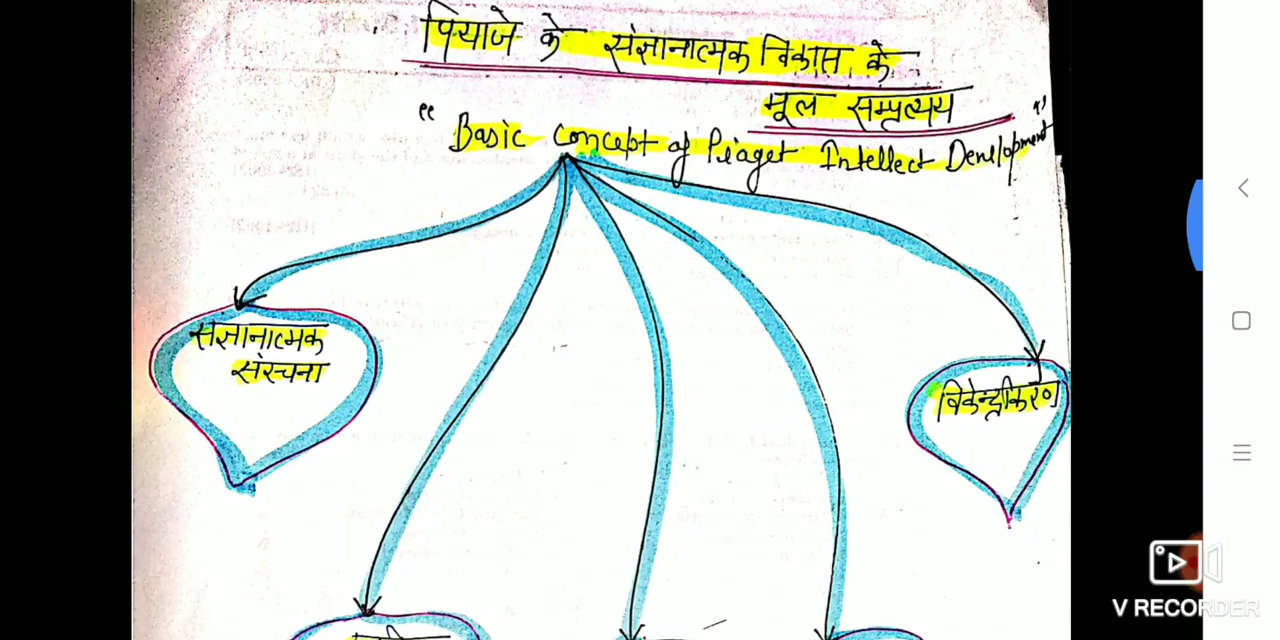 पियाजे के संज्ञानात्मक विकास के
मूल सम्प्रत्यय
"Basic Concept of Piaget Intellect Development"
संज्ञानात्मक
संरचना
विकेन्द्रीकरण
V RECORDER